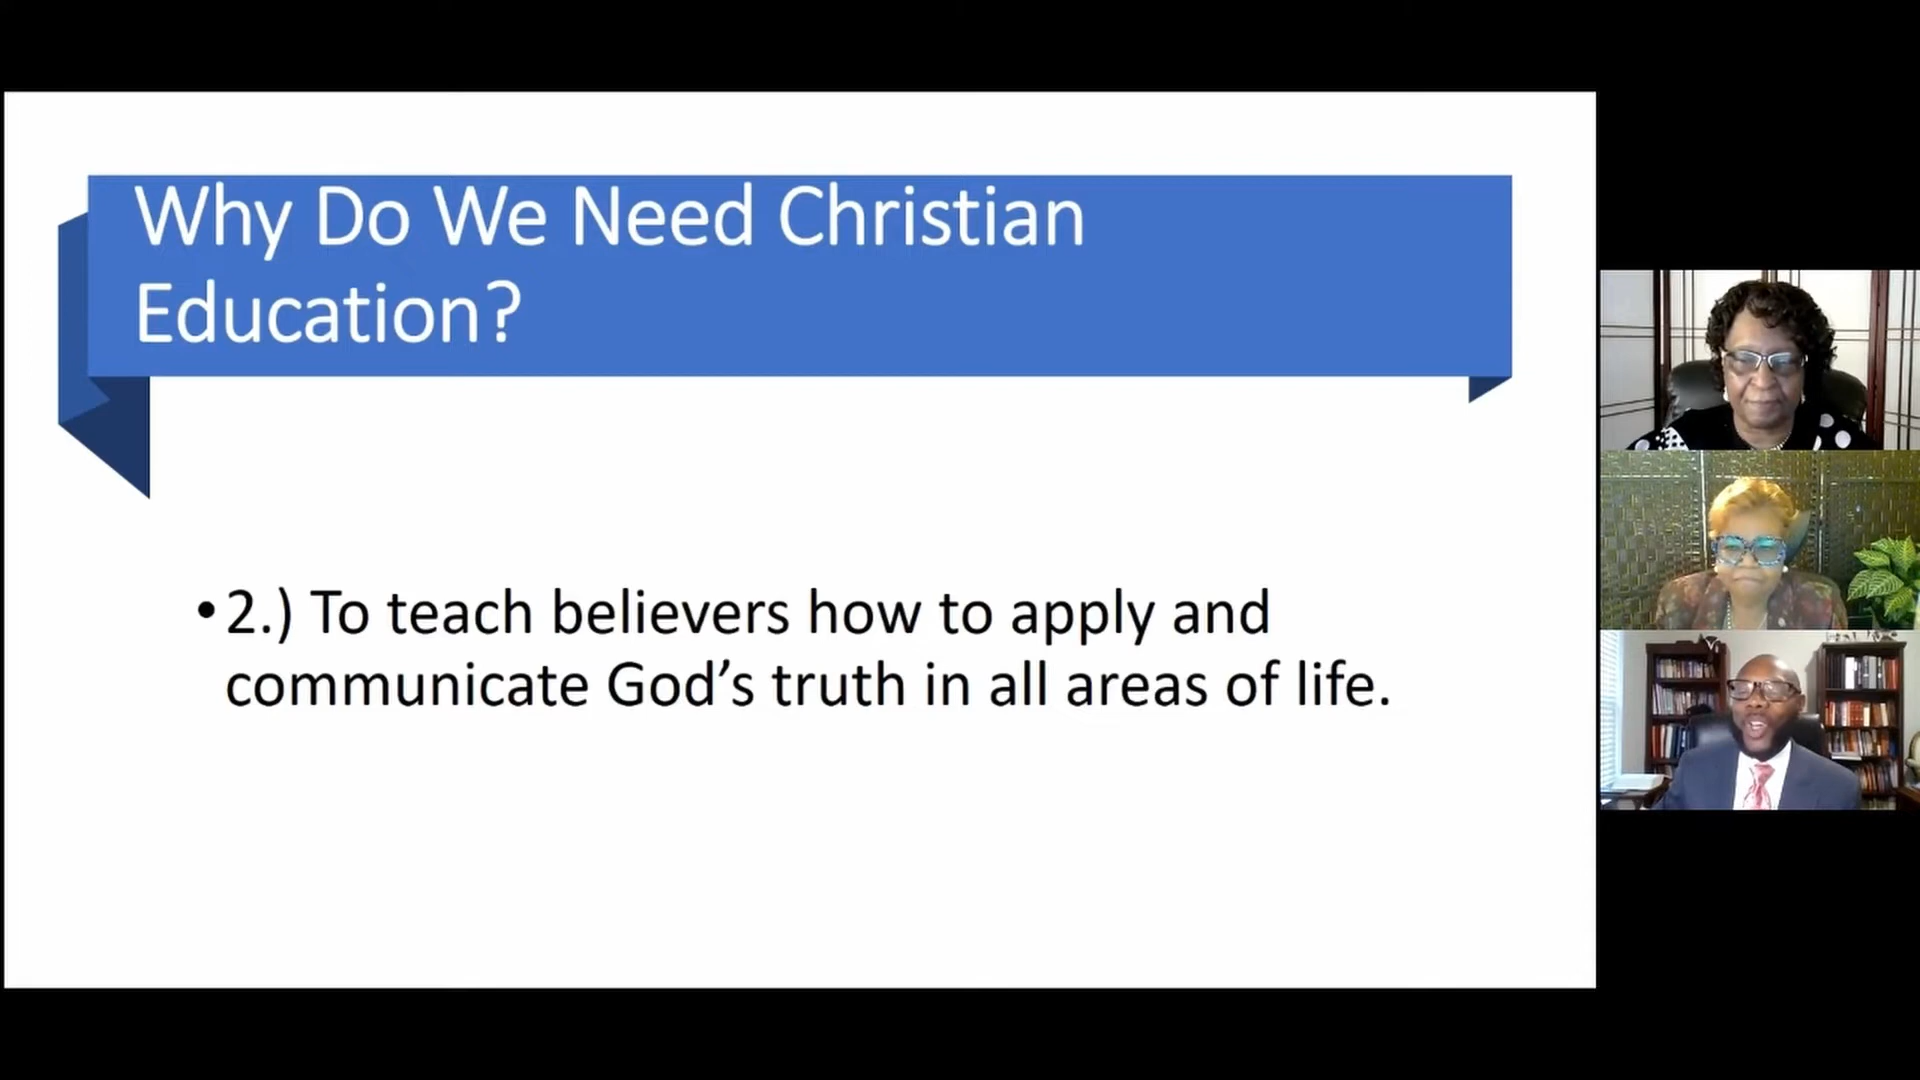 Why Do We Need Christian
Education?
•2.) To teach believers how to apply and
communicate God’s truth in all areas of life.